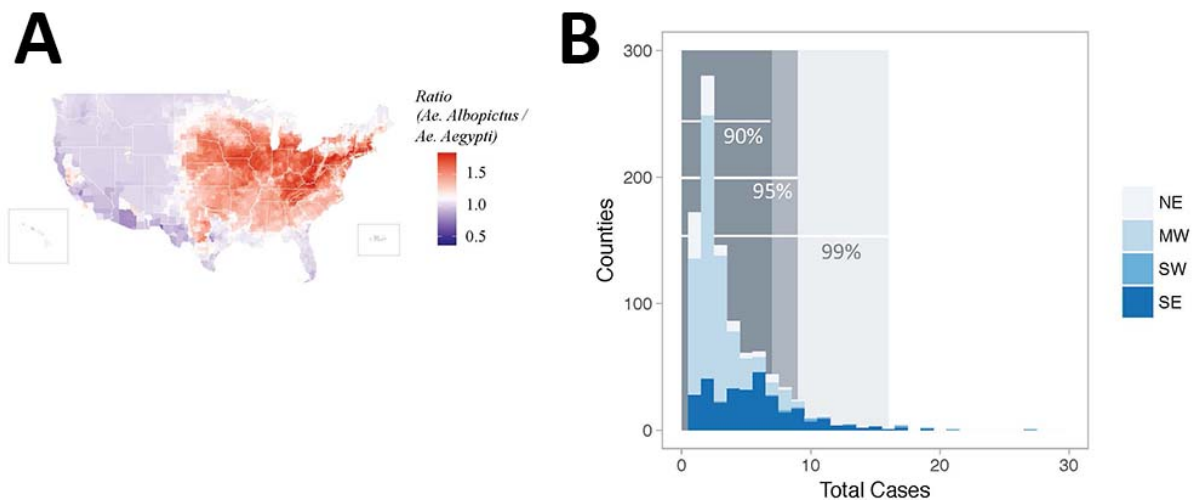 A
B
Ratio
(Ae. Albopictus /
Ae. Aegypti)
1.5
1.0
0.5
300
200
100
0
Counties
90%
95%
99%
0
10
20
30
Total Cases
NE
MW
SW
SE